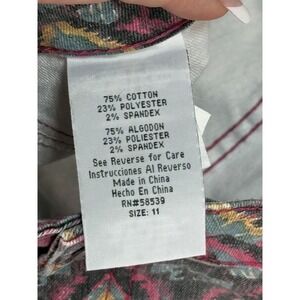 75% COTTON
23% POLYESTER
2% SPANDEX
75% ALGODON
23% POLIESTER
2% SPANDEX
See Reverse for Care
Instrucciones Al Reverso
Made in China
Hecho En China
RN#58539
SIZE: 11